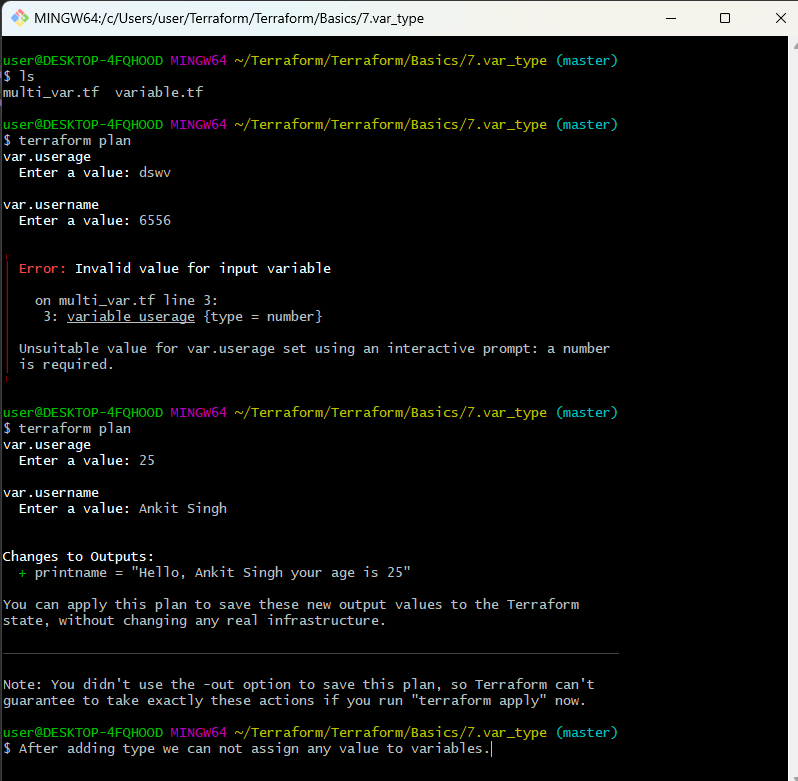 MINGW64:/c/Users/user/Terraform/Terraform/Basics/7.var_type
user@DESKTOP-4FQHOOD MINGW64 ~/Terraform/Terraform/Basics/7.var_type (master)
$ ls
multi_var.tf  variable.tf
user@DESKTOP-4FQHOOD MINGW64 ~/Terraform/Terraform/Basics/7.var_type (master)
$ terraform plan
var.userage
  Enter a value: dswv
var.username
  Enter a value: 6556
Error: Invalid value for input variable
  on multi_var.tf line 3:
   3: variable userage {type = number}
Unsuitable value for var.userage set using an interactive prompt: a number
is required.
user@DESKTOP-4FQHOOD MINGW64 ~/Terraform/Terraform/Basics/7.var_type (master)
$ terraform plan
var.userage
  Enter a value: 25
var.username
  Enter a value: Ankit Singh
Changes to Outputs:
  + printname = "Hello, Ankit Singh your age is 25"
You can apply this plan to save these new output values to the Terraform
state, without changing any real infrastructure.
Note: You didn't use the -out option to save this plan, so Terraform can't
guarantee to take exactly these actions if you run "terraform apply" now.
user@DESKTOP-4FQHOOD MINGW64 ~/Terraform/Terraform/Basics/7.var_type (master)
$ After adding type we can not assign any value to variables.